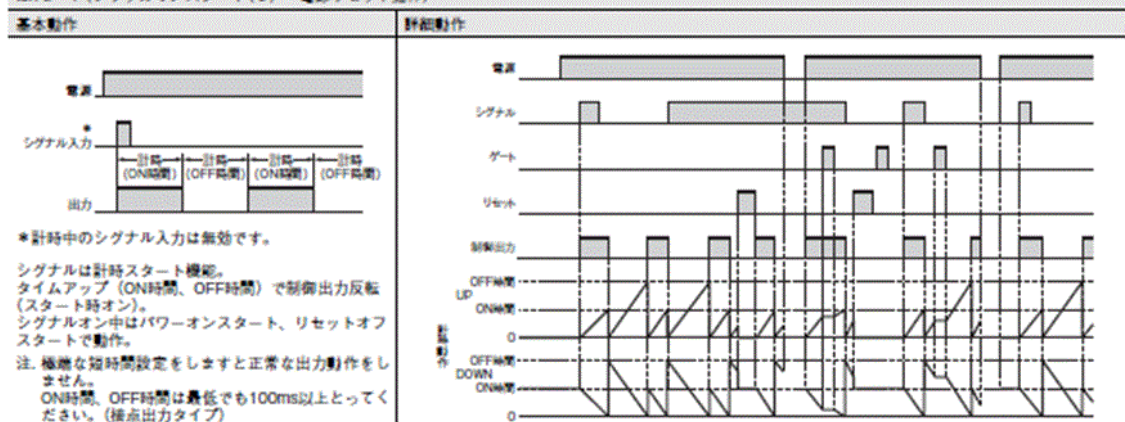 基本動作
詳細動作
電源
*
シグナル入力
計時
(ON時間)
計時
(OFF時間)
計時
(ON時間)
計時
(OFF時間)
出力
*計時中のシグナル入力は無効です。
シグナルは計時スタート機能。
タイムアップ(ON時間、OFF時間)で制御出力反転
(スタート時オン)。
シグナルオン中はパワーオンスタート、リセットオフ
スタートで動作。
注. 極端な短時間設定をしますと正常な出力動作をし
ません。
ON時間、OFF時間は最低でも100ms以上とってく
ださい。(接点出力タイプ)
電源
シグナル
ゲート
リセット
制御出力
計時動作
UP
OFF時間
ON時間
0
DOWN
OFF時間
ON時間
0